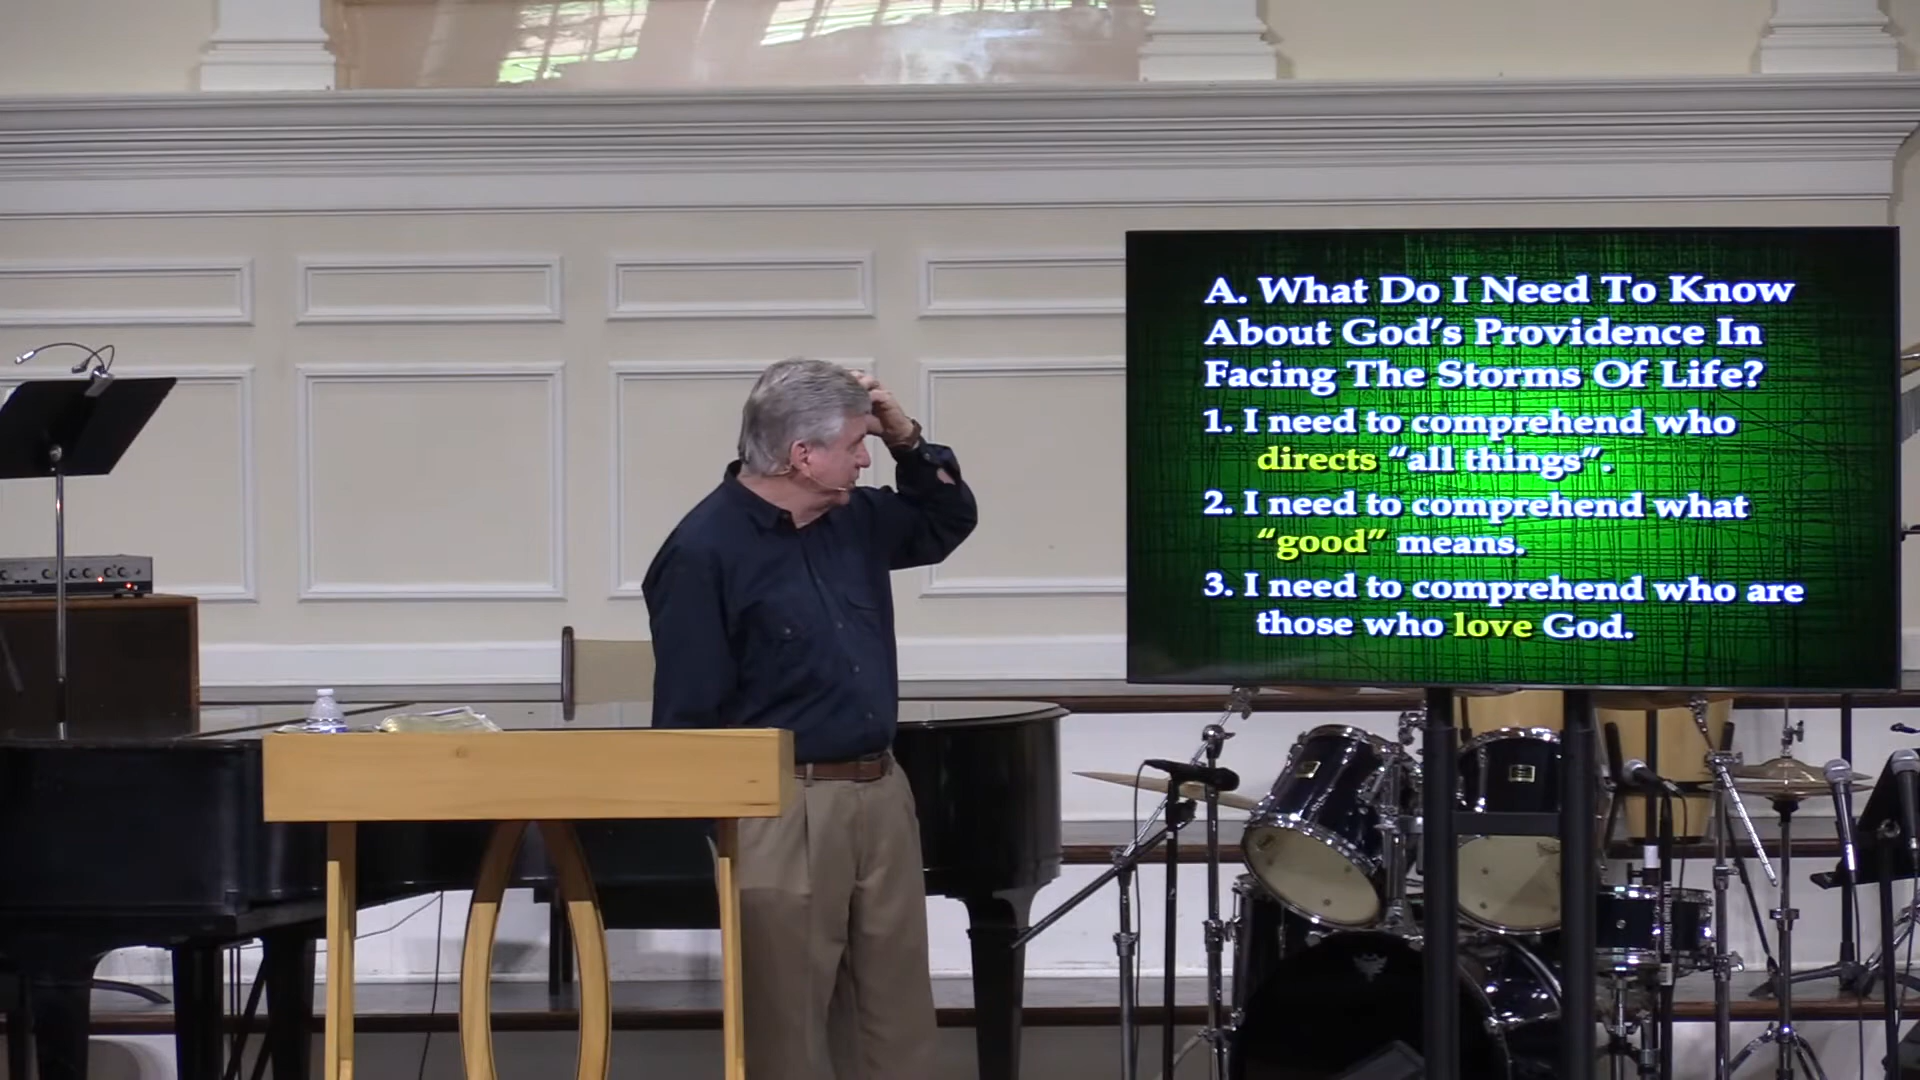 A. What Do I Need To Know
About God's Providence In
Facing The Storms Of Life?
1. I need to comprehend who
directs “all things”.
2. I need to comprehend what
“good” means.
3. I need to comprehend who are
those who love God.